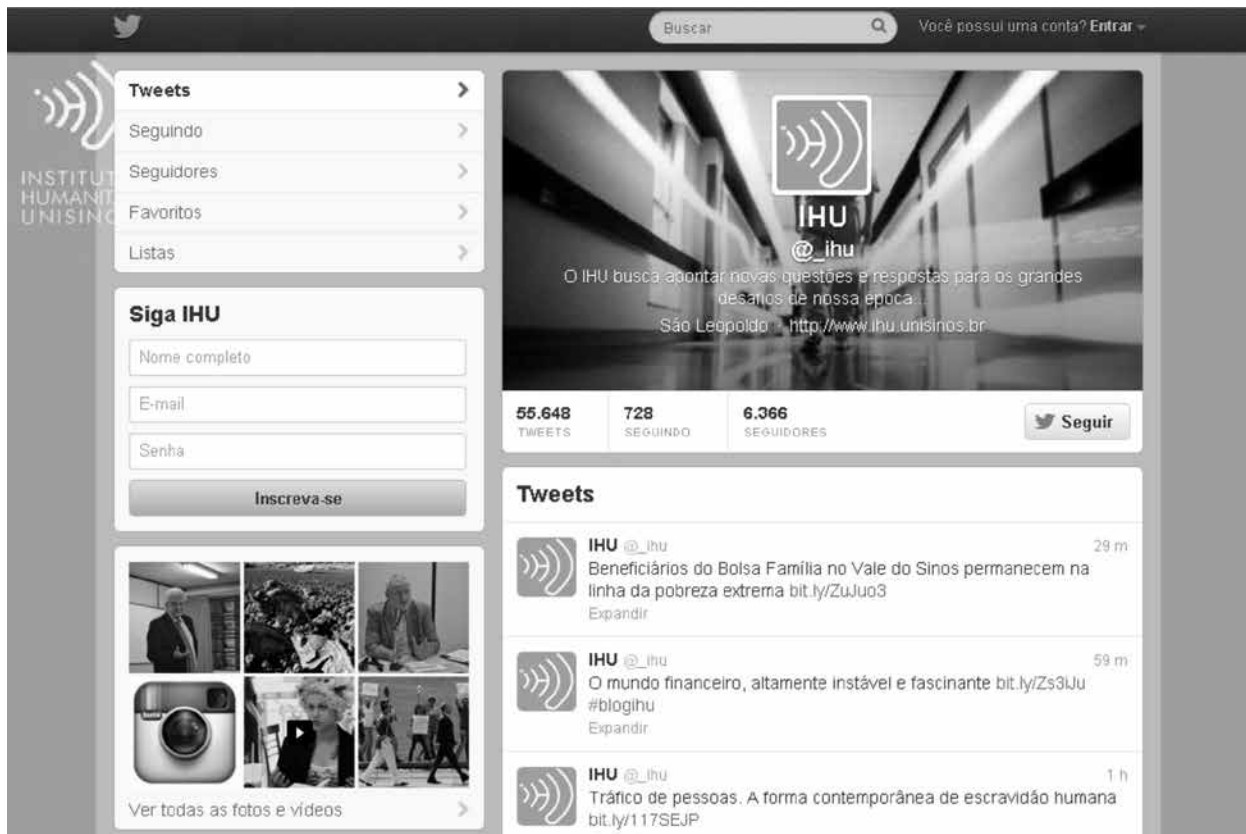 Buscar
Você possui uma conta? Entrar
INSTITUT
HUMANIT
UNISINO
Tweets
Seguindo
Seguidores
Favoritos
Listas
Siga IHU
Nome completo
E-mail
Senha
Inscreva-se
Ver todas as fotos e vídeos
IHU
@_ihu
O IHU busca apontar novas questões e respostas para os grandes
desafios de nossa época...
São Leopoldo · http://www.ihu.unisinos.br
55.648 728 6.366
TWEETS SEGUINDO SEGUIDORES
Seguir
Tweets
IHU @_ihu 29 m
Beneficiários do Bolsa Família no Vale do Sinos permanecem na
linha da pobreza extrema bit.ly/ZuJuo3
Expandir
IHU @_ihu 59 m
O mundo financeiro, altamente instável e fascinante bit.ly/Zs3iJu
#blogihu
Expandir
IHU @_ihu 1 h
Tráfico de pessoas. A forma contemporânea de escravidão humana
bit.ly/117SEJP